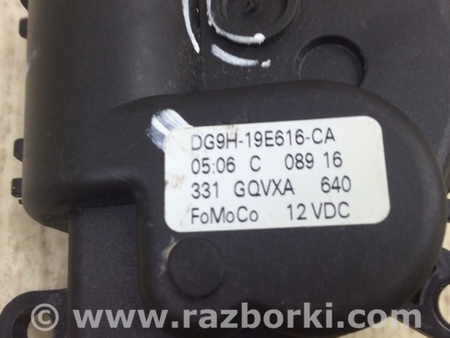 DG9H-19E616-CA
05:06 C 089 16
331 GQVXA 640
FoMoCo 12 VDC
© www.razborki.com